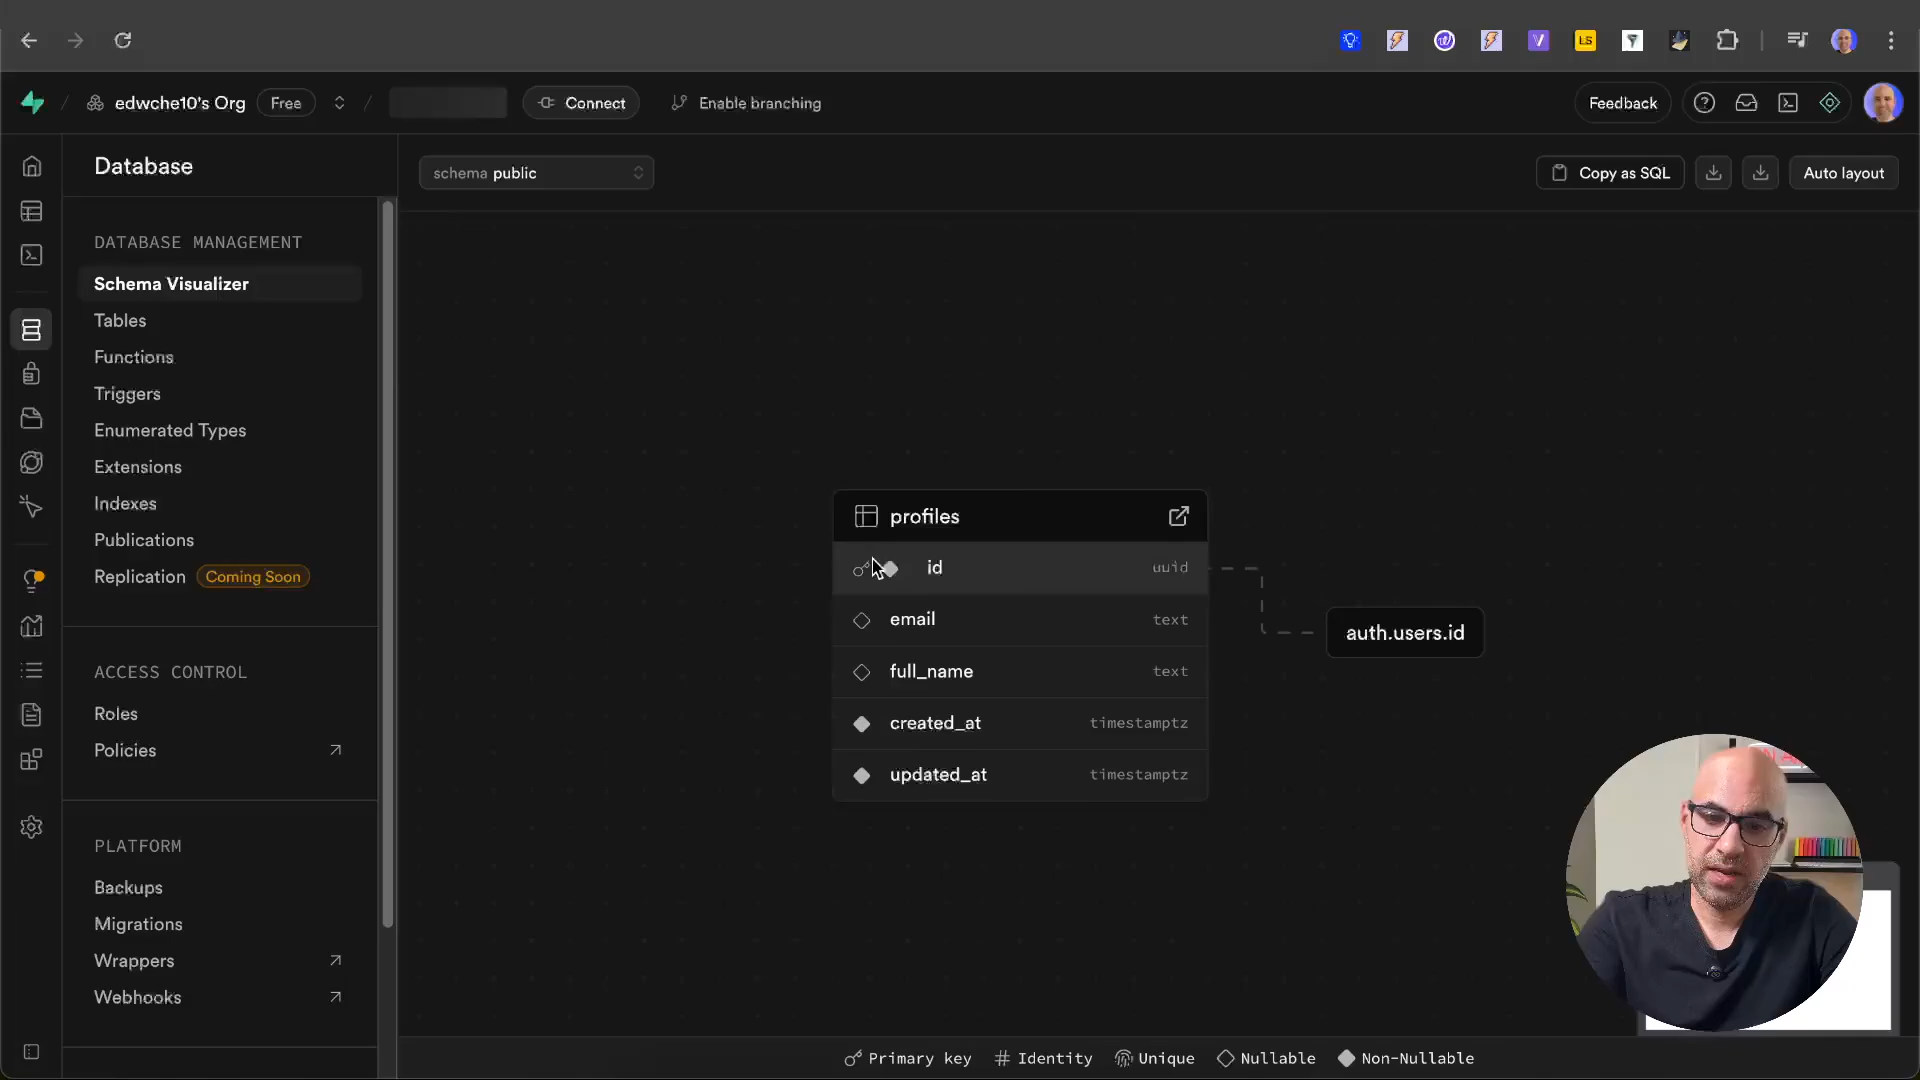 edwche10's Org Free Connect Enable branching Feedback
Database
schema public
Copy as SQL
Auto layout
DATABASE MANAGEMENT
Schema Visualizer
Tables
Functions
Triggers
Enumerated Types
Extensions
Indexes
Publications
Replication Coming Soon
ACCESS CONTROL
Roles
Policies
PLATFORM
Backups
Migrations
Wrappers
Webhooks
profiles
id uuid
email text
full_name text
created_at timestamptz
updated_at timestamptz
auth.users.id
Primary key Identity Unique Nullable Non-Nullable
V
LS